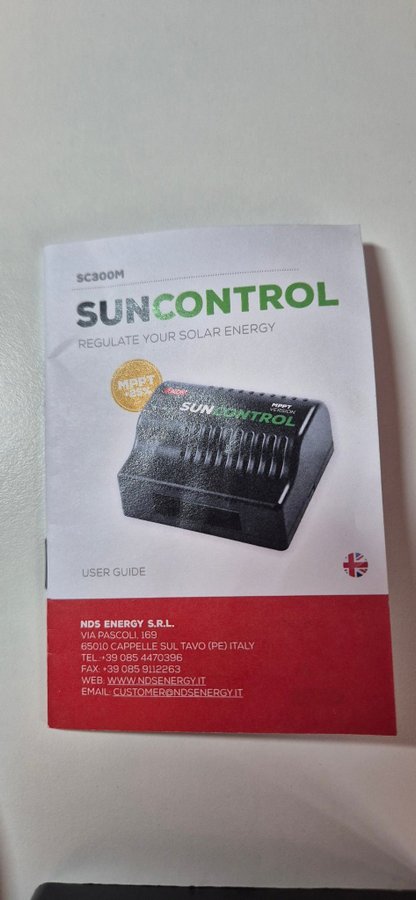 SC300M
SUNCONTROL
REGULATE YOUR SOLAR ENERGY
MPPT
MPPT
VERSION
SUNCONTROL
USER GUIDE
NDS ENERGY S.R.L.
VIA PASCOLI, 169
65010 CAPPELLE SUL TAVO (PE) ITALY
TEL.:+39 085 4470396
FAX: +39 085 9112263
WEB: WWW.NDSENERGY.IT
EMAIL: CUSTOMER@NDSENERGY.IT